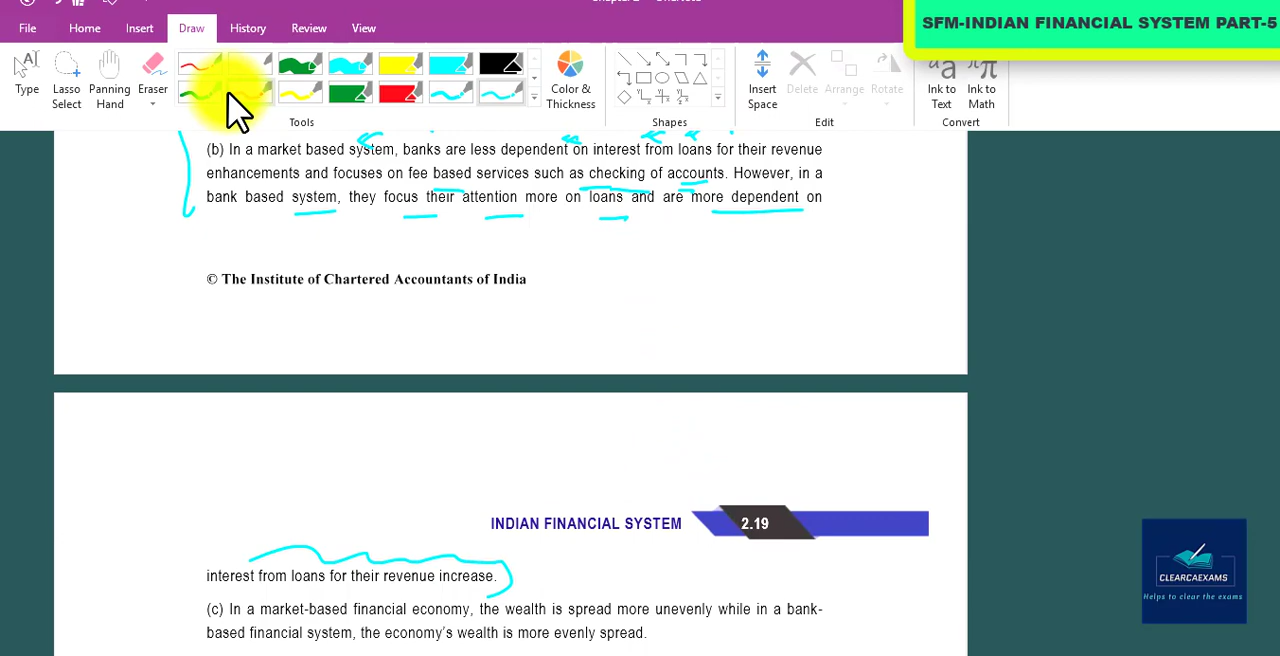 SFM-INDIAN FINANCIAL SYSTEM PART-5
File Home Insert Draw History Review View
Type
Lasso Select
Panning Hand
Eraser
Color & Thickness
Insert Space
Delete
Arrange
Rotate
Ink to Text
Ink to Math
Tools Shapes Edit Convert
(b) In a market based system, banks are less dependent on interest from loans for their revenue
enhancements and focuses on fee based services such as checking of accounts. However, in a
bank based system, they focus their attention more on loans and are more dependent on
© The Institute of Chartered Accountants of India
INDIAN FINANCIAL SYSTEM 2.19
interest from loans for their revenue increase.
(c) In a market-based financial economy, the wealth is spread more unevenly while in a bank-
based financial system, the economy's wealth is more evenly spread.
CLEARCAEXAMS
Helps to clear the exams